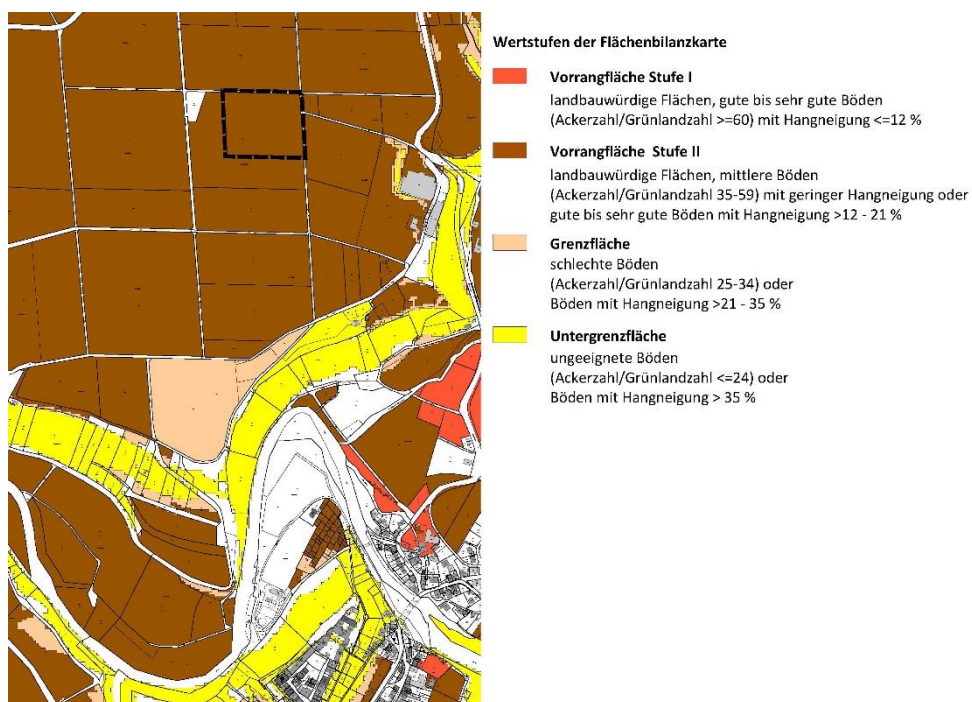 Wertstufen der Flächenbilanzkarte
Vorrangfläche Stufe I
landbauwürdige Flächen, gute bis sehr gute Böden
(Ackerzahl/Grünlandzahl >=60) mit Hangneigung <=12 %
Vorrangfläche Stufe II
landbauwürdige Flächen, mittlere Böden
(Ackerzahl/Grünlandzahl 35-59) mit geringer Hangneigung oder
gute bis sehr gute Böden mit Hangneigung >12 - 21 %
Grenzfläche
schlechte Böden
(Ackerzahl/Grünlandzahl 25-34) oder
Böden mit Hangneigung >21 - 35 %
Untergrenzfläche
ungeeignete Böden
(Ackerzahl/Grünlandzahl <=24) oder
Böden mit Hangneigung > 35 %